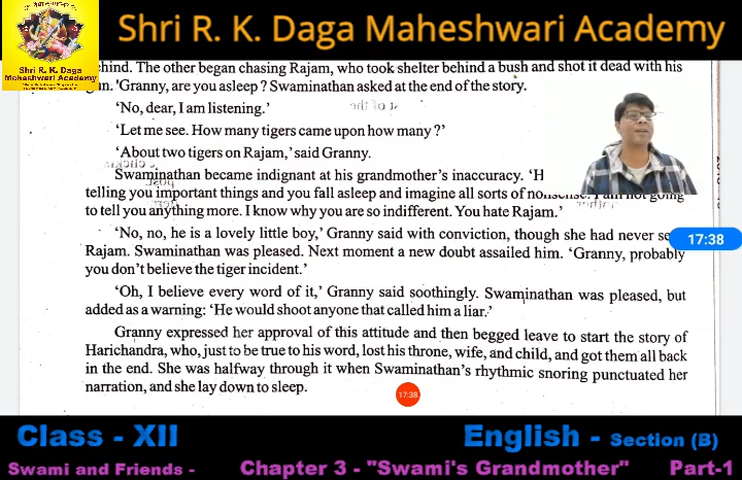 Shri R. K. Daga Maheshwari Academy
Shri R. K. Daga
Maheshwari Academy
behind. The other began chasing Rajam, who took shelter behind a bush and shot it dead with his
gun. 'Granny, are you asleep? Swaminathan asked at the end of the story.
'No, dear, I am listening.'
'Let me see. How many tigers came upon how many?'
'About two tigers on Rajam,' said Granny.
Swaminathan became indignant at his grandmother's inaccuracy. 'H
telling you important things and you fall asleep and imagine all sorts of nonsense. I am not going
to tell you anything more. I know why you are so indifferent. You hate Rajam.'
'No, no, he is a lovely little boy,' Granny said with conviction, though she had never se
17:38
Rajam. Swaminathan was pleased. Next moment a new doubt assailed him. 'Granny, probably
you don't believe the tiger incident.'
'Oh, I believe every word of it,' Granny said soothingly. Swaminathan was pleased, but
added as a warning: 'He would shoot anyone that called him a liar.'
Granny expressed her approval of this attitude and then begged leave to start the story of
Harichandra, who, just to be true to his word, lost his throne, wife, and child, and got them all back
in the end. She was halfway through it when Swaminathan's rhythmic snoring punctuated her
narration, and she lay down to sleep.
17:38
Class - XII English - Section (B)
Swami and Friends - Chapter 3 - "Swami's Grandmother" Part-1